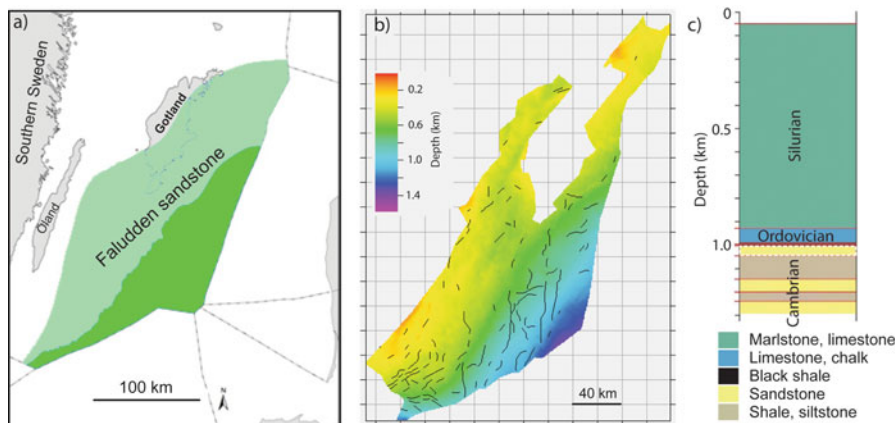 a)
Southern Sweden
Öland
Gotland
Faludden sandstone
100 km
N
b)
0.2
0.6
1.0
1.4
Depth (km)
40 km
c)
0
0.5
1.0
Depth (km)
Silurian
Ordovician
Cambrian
Marlstone, limestone
Limestone, chalk
Black shale
Sandstone
Shale, siltstone